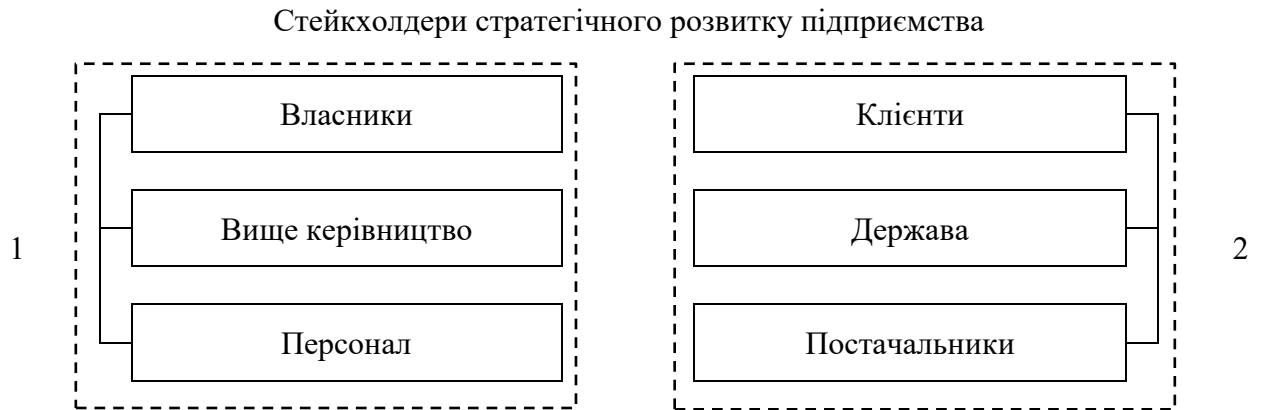 Стейкхолдери стратегічного розвитку підприємства
Власники
Вище керівництво
Персонал
1
Клієнти
Держава
Постачальники
2